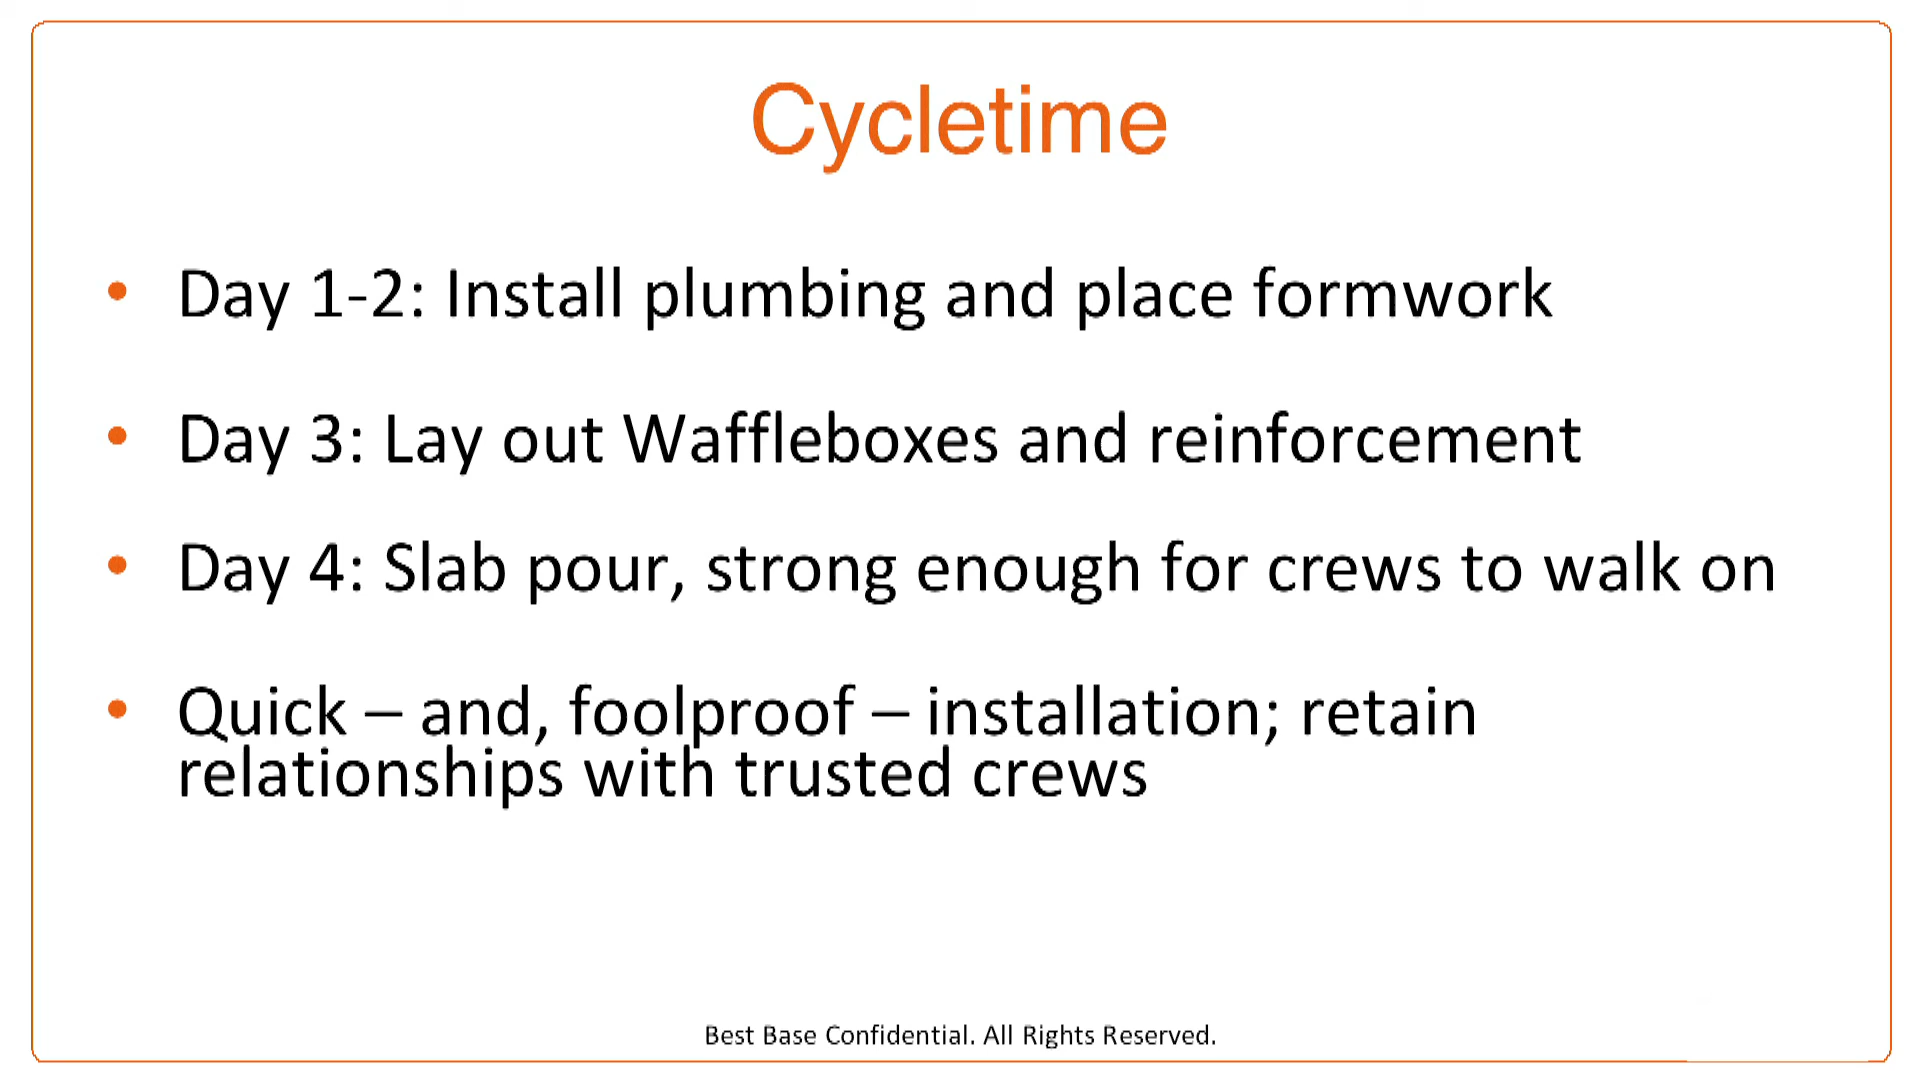 Cycletime
• Day 1-2: Install plumbing and place formwork
• Day 3: Lay out Waffleboxes and reinforcement
• Day 4: Slab pour, strong enough for crews to walk on
• Quick – and, foolproof – installation; retain
relationships with trusted crews
Best Base Confidential. All Rights Reserved.